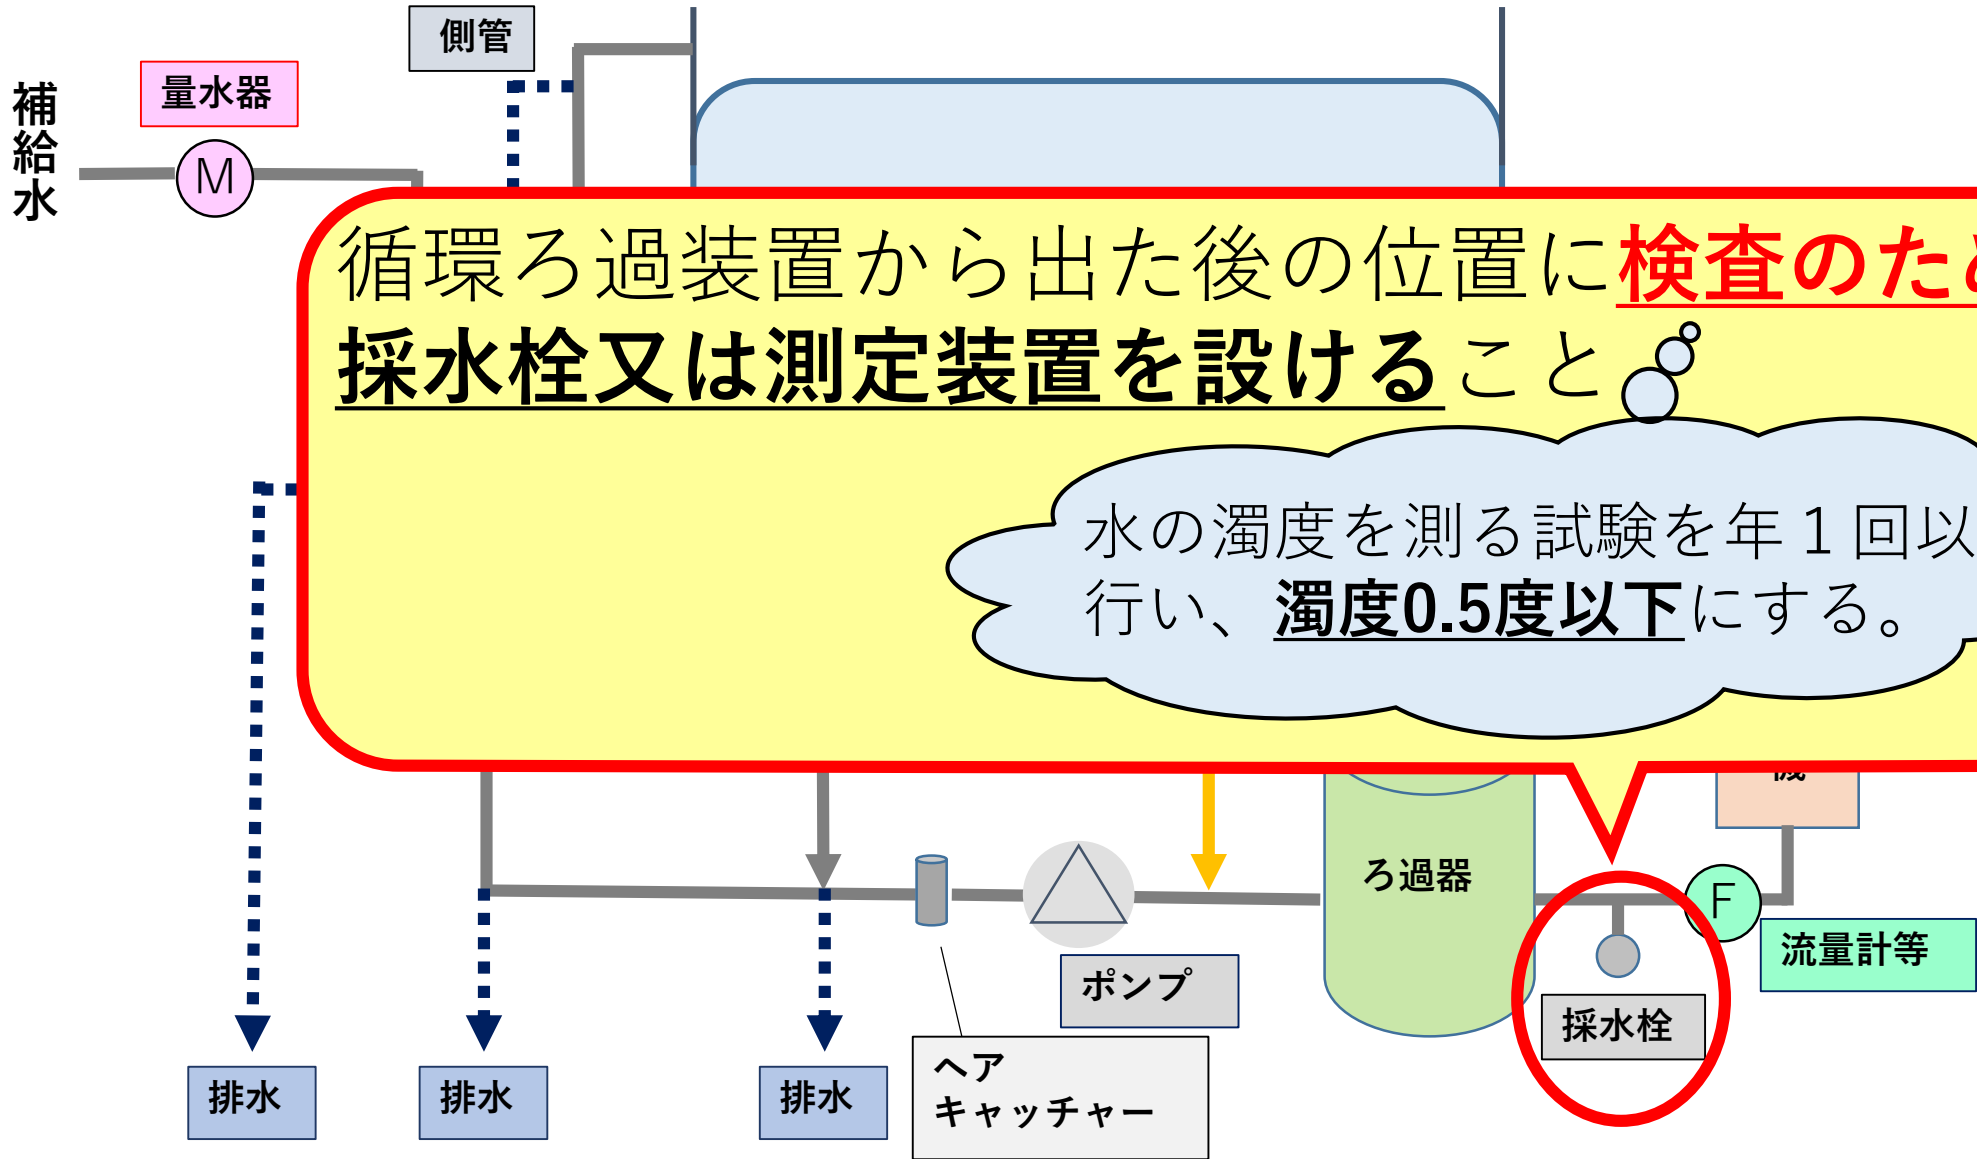 側管
量水器
補給水
M
循環ろ過装置から出た後の位置に検査のため
採水栓又は測定装置を設けること
水の濁度を測る試験を年１回以
行い、濁度0.5度以下にする。
機
ろ過器
F
流量計等
ポンプ
採水栓
ヘア
キャッチャー
排水
排水
排水